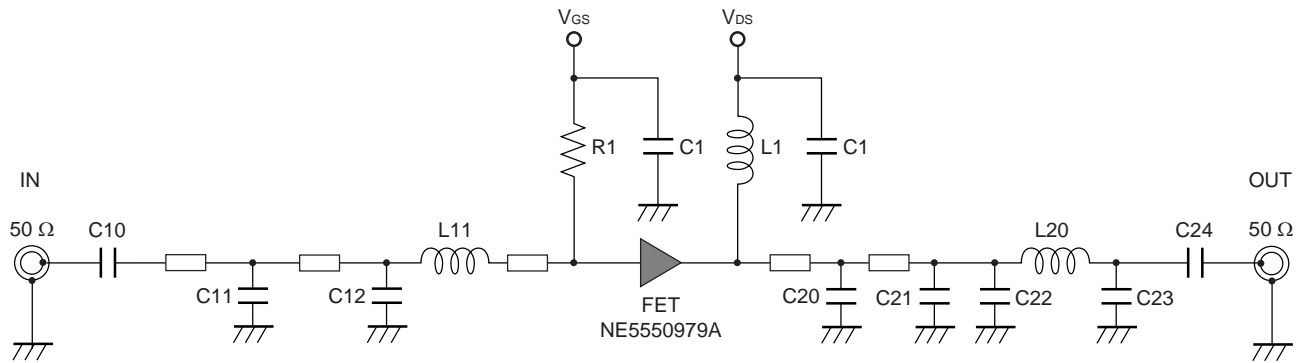 VGS
VDS
R1
C1
L1
C1
IN
OUT
50 Ω
C10
L11
L20
C24
50 Ω
C11
C12
FET
NE5550979A
C20
C21
C22
C23